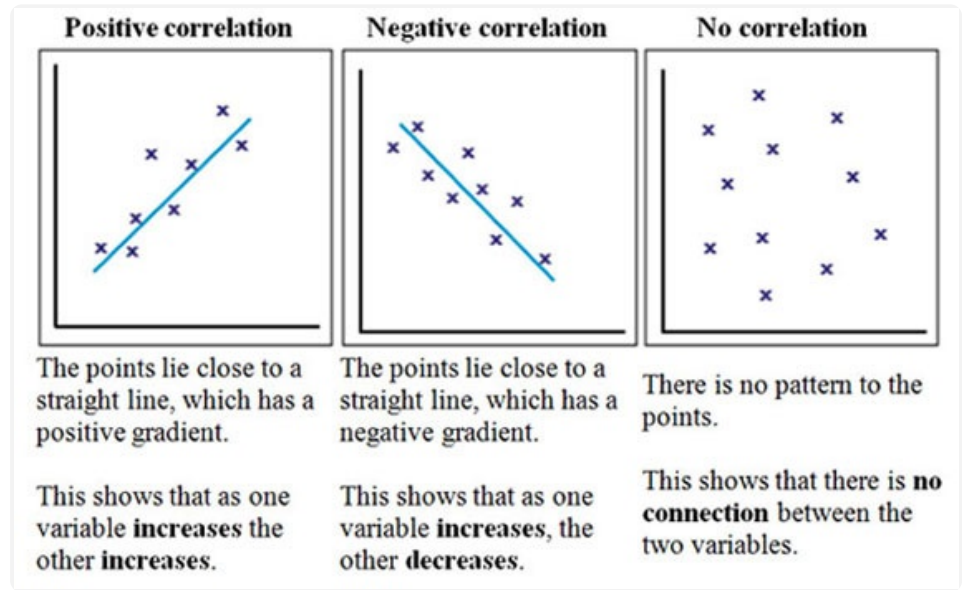 Positive correlation
The points lie close to a
straight line, which has a
positive gradient.
This shows that as one
variable increases the
other increases.
Negative correlation
The points lie close to a
straight line, which has a
negative gradient.
This shows that as one
variable increases, the
other decreases.
No correlation
There is no pattern to the
points.
This shows that there is no
connection between the
two variables.